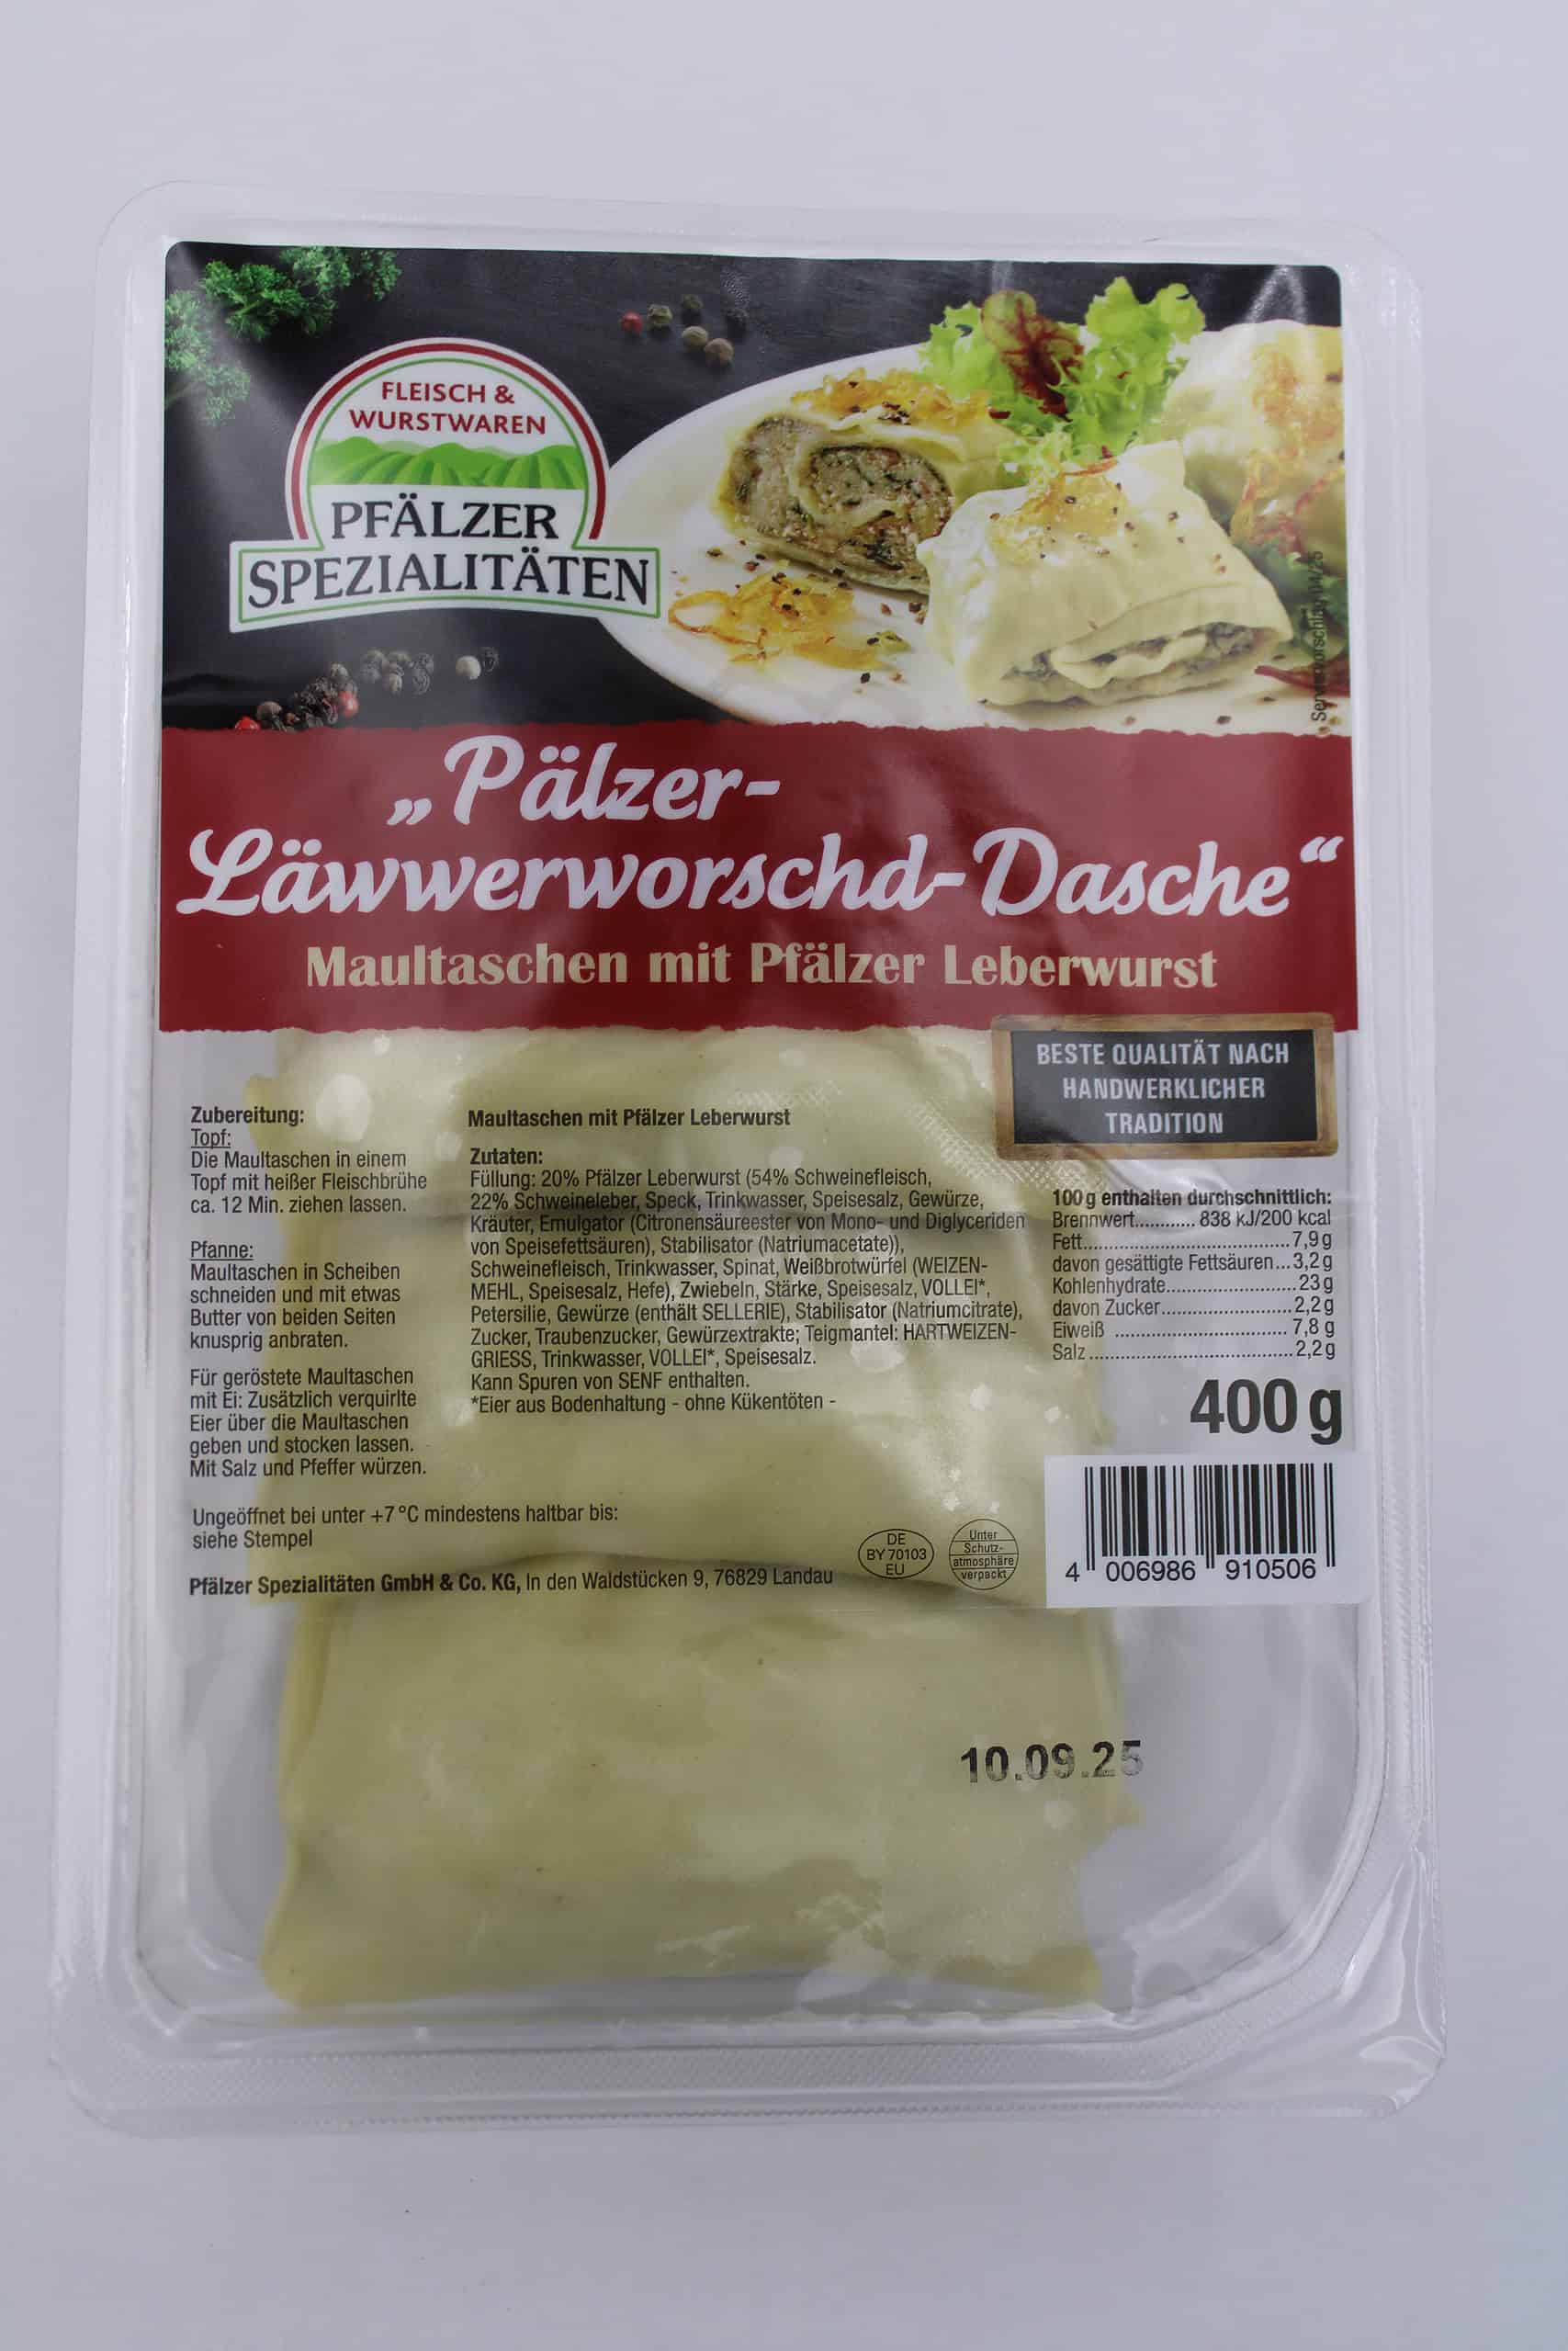 FLEISCH &
WURSTWAREN
PFÄLZER
SPEZIALITÄTEN
„Pälzer-
Läwwerworschd-Dasche“
Maultaschen mit Pfälzer Leberwurst
BESTE QUALITÄT NACH
HANDWERKLICHER
TRADITION
Zubereitung:
Topf:
Die Maultaschen in einem
Topf mit heißer Fleischbrühe
ca. 12 Min. ziehen lassen.
Pfanne:
Maultaschen in Scheiben
schneiden und mit etwas
Butter von beiden Seiten
knusprig anbraten.
Für geröstete Maultaschen
mit Ei: Zusätzlich verquirlte
Eier über die Maultaschen
geben und stocken lassen.
Mit Salz und Pfeffer würzen.
Maultaschen mit Pfälzer Leberwurst
Zutaten:
Füllung: 20% Pfälzer Leberwurst (54% Schweinefleisch,
22% Schweineleber, Speck, Trinkwasser, Speisesalz, Gewürze,
Kräuter, Emulgator (Citronensäureester von Mono- und Diglyceriden
von Speisefettsäuren), Stabilisator (Natriumacetate)),
Schweinefleisch, Trinkwasser, Spinat, Weißbrotwürfel (WEIZEN-
MEHL, Speisesalz, Hefe), Zwiebeln, Stärke, Speisesalz, VOLLEI*,
Petersilie, Gewürze (enthält SELLERIE), Stabilisator (Natriumcitrate),
Zucker, Traubenzucker, Gewürzextrakte; Teigmantel: HARTWEIZEN-
GRIESS, Trinkwasser, VOLLEI*, Speisesalz.
Kann Spuren von SENF enthalten.
*Eier aus Bodenhaltung - ohne Kükentöten -
100 g enthalten durchschnittlich:
Brennwert............ 838 kJ/200 kcal
Fett....................................7,9 g
davon gesättigte Fettsäuren...3,2 g
Kohlenhydrate......................23 g
davon Zucker.......................2,2 g
Eiweiß ................................ 7,8 g
Salz ....................................2,2 g
400 g
Ungeöffnet bei unter +7 °C mindestens haltbar bis:
siehe Stempel
Pfälzer Spezialitäten GmbH & Co. KG, In den Waldstücken 9, 76829 Landau
DE
BY 70103
EU
Unter
Schutz-
atmosphäre
verpackt
4 006986 910506
10.09.25